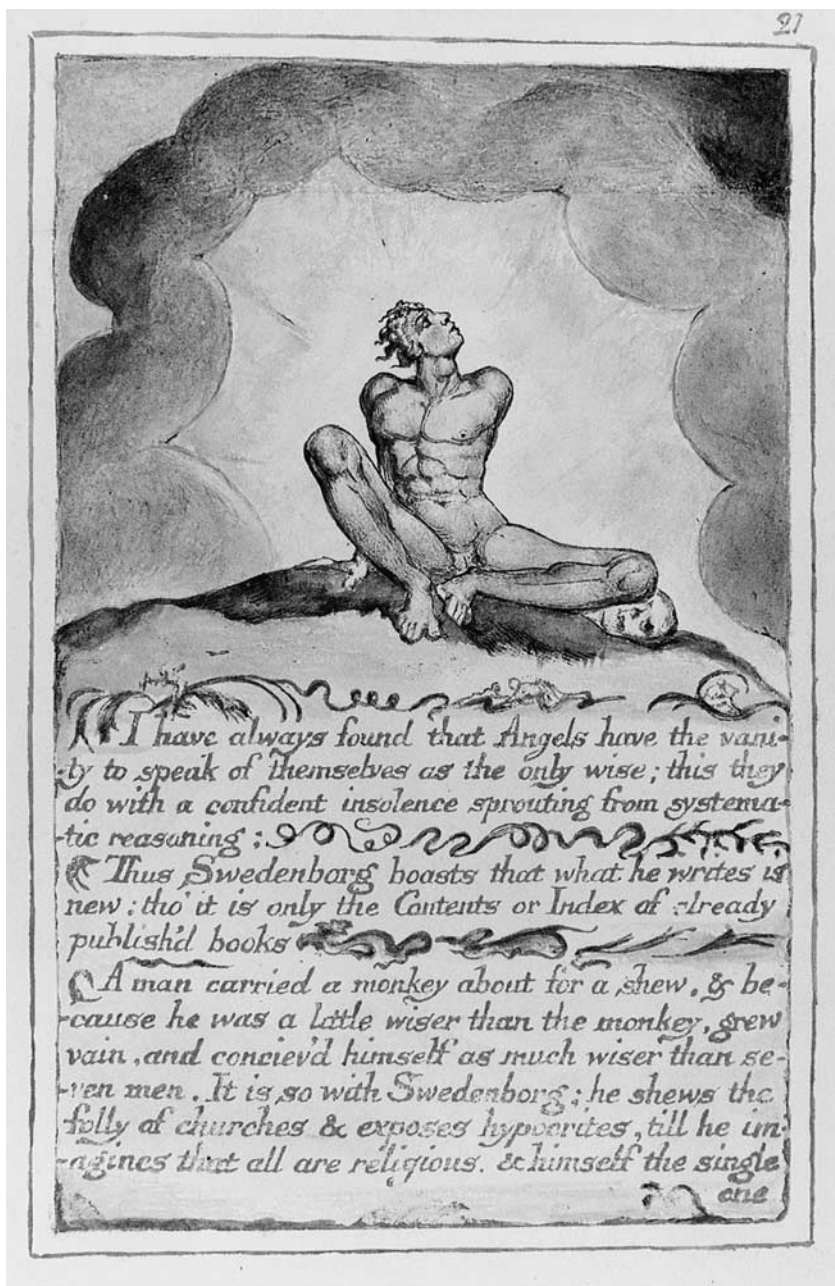 21
I have always found that Angels have the vani-
-ty to speak of themselves as the only wise; this they
do with a confident insolence sprouting from systema-
-tic reasoning:
Thus Swedenborg boasts that what he writes is
new: tho' it is only the Contents or Index of already
publish'd books
A man carried a monkey about for a shew, & be-
-cause he was a little wiser than the monkey, grew
vain, and conciev'd himself as much wiser than se-
-ven men. It is so with Swedenborg; he shews the
folly of churches & exposes hypocrites, till he im-
-agines that all are religious. & himself the single
one